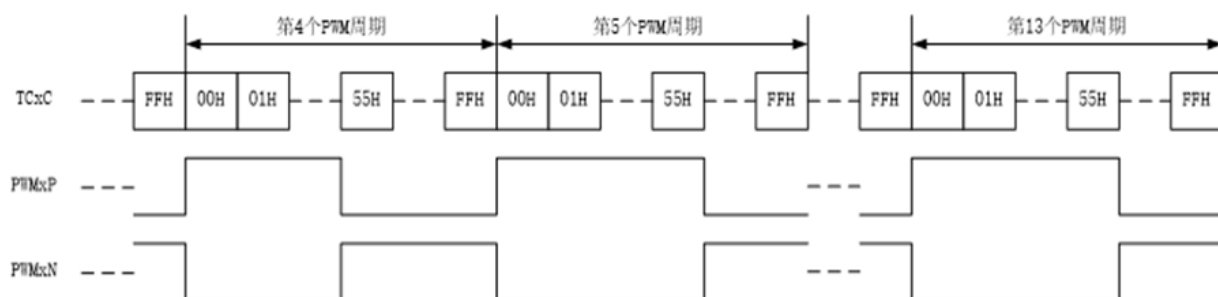 第4个PWM周期 第5个PWM周期 第13个PWM周期
TCxC FFH 00H 01H 55H FFH 00H 01H 55H FFH FFH 00H 01H 55H FFH
PWMxP
PWMxN